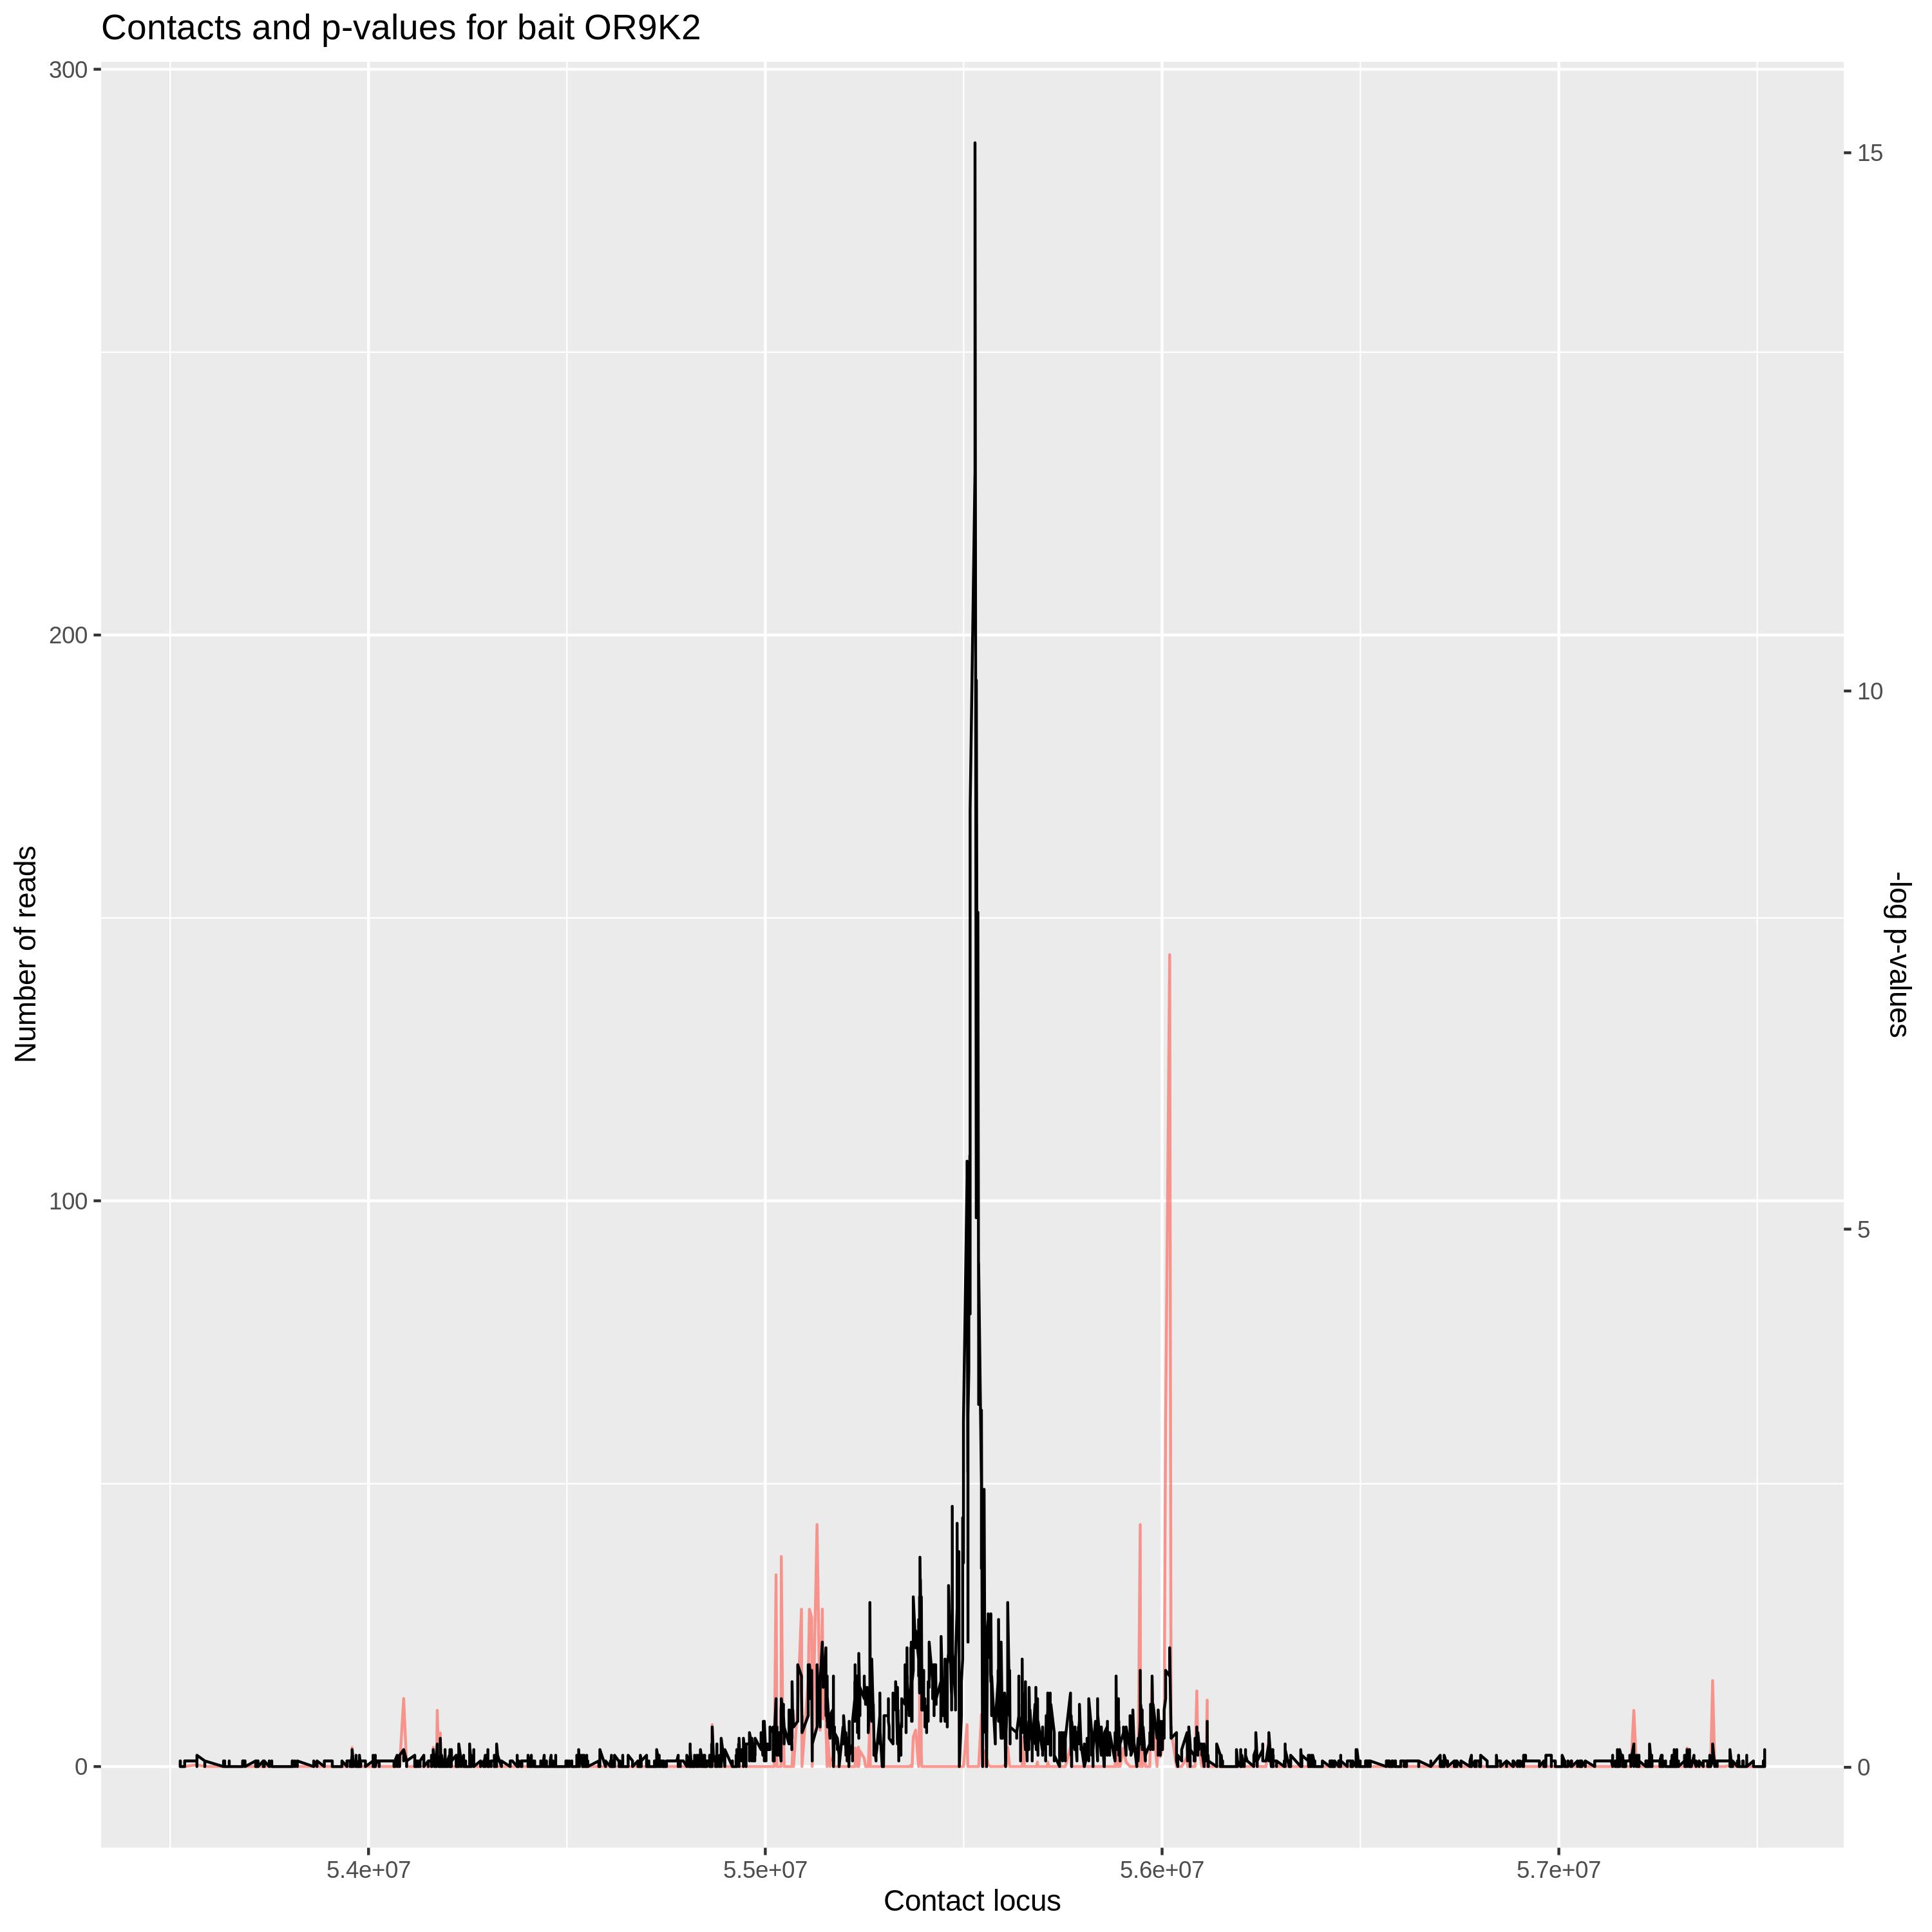 Contacts and p-values for bait OR9K2
300
200
100
0
Number of reads
15
10
5
0
-log p-values
5.4e+07
5.5e+07
5.6e+07
5.7e+07
Contact locus